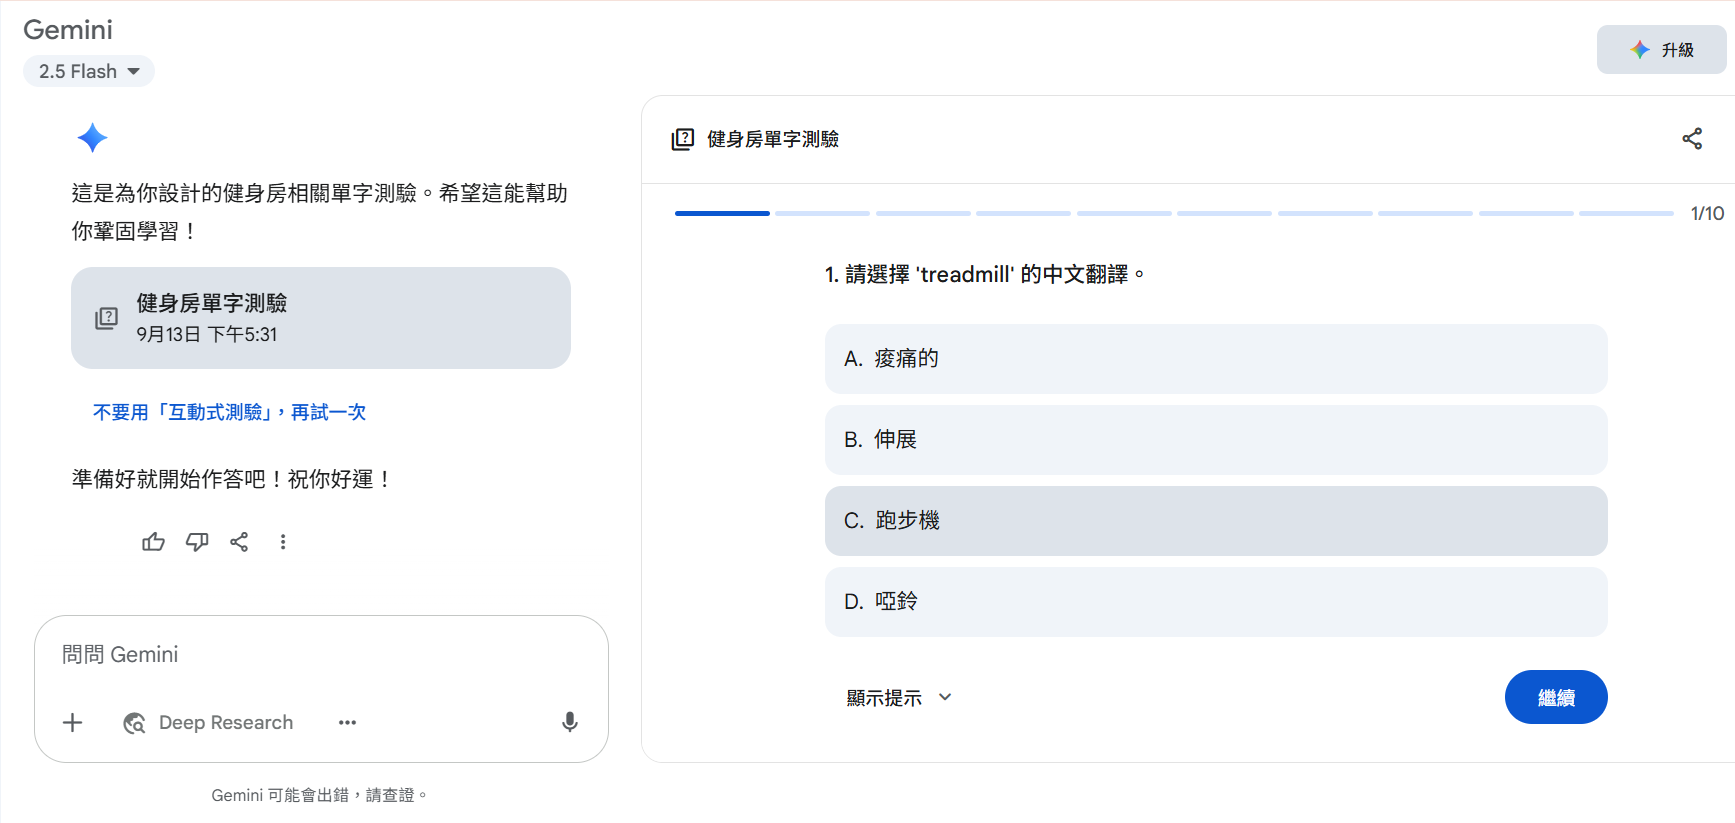 Gemini
2.5 Flash
升級
這是為你設計的健身房相關單字測驗。希望這能幫助
你鞏固學習！
健身房單字測驗
9月13日 下午5:31
不要用「互動式測驗」，再試一次
準備好就開始作答吧！祝你好運！
問問 Gemini
Deep Research
Gemini 可能會出錯，請查證。
健身房單字測驗
1/10
1. 請選擇 'treadmill' 的中文翻譯。
A. 痠痛的
B. 伸展
C. 跑步機
D. 啞鈴
顯示提示
繼續